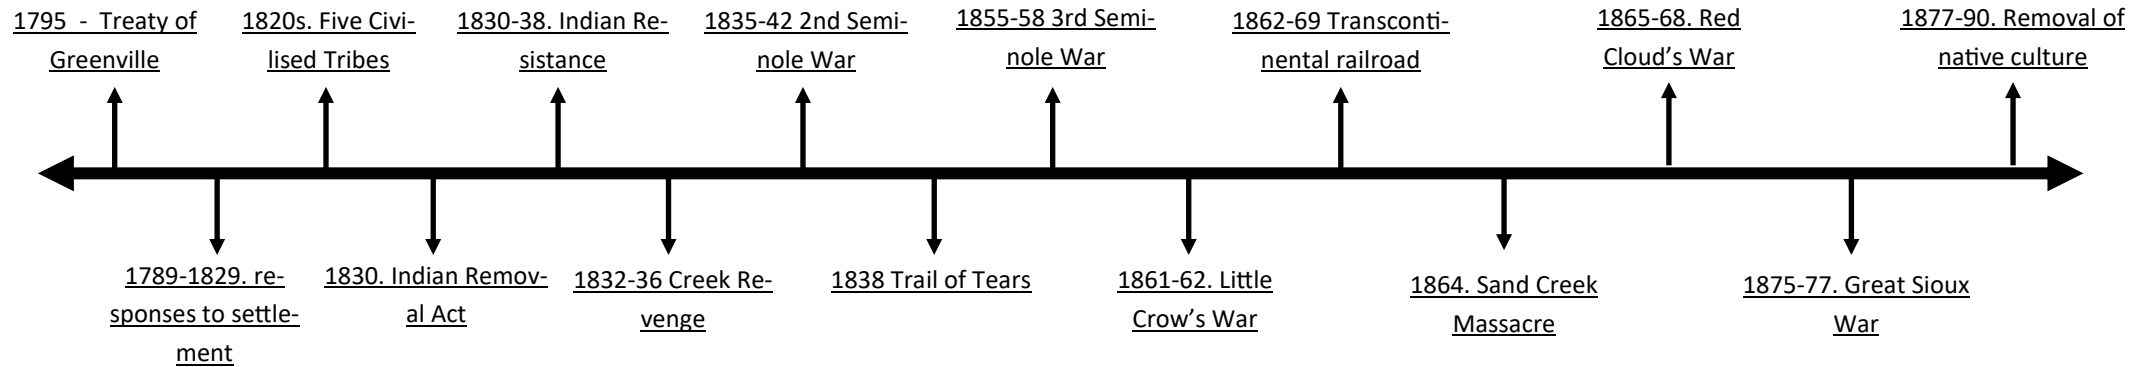 1795  -  Treaty of
Greenville
1820s. Five Civi-
lised Tribes
1830-38. Indian Re-
sistance
1835-42 2nd Semi-
nole War
1855-58 3rd Semi-
nole War
1862-69 Transconti-
nental railroad
1865-68. Red
Cloud’s War
1877-90. Removal of
native culture
1789-1829. re-
sponses to settle-
ment
1830. Indian Remov-
al Act
1832-36 Creek Re-
venge
1838 Trail of Tears
1861-62. Little
Crow’s War
1864. Sand Creek
Massacre
1875-77. Great Sioux
War